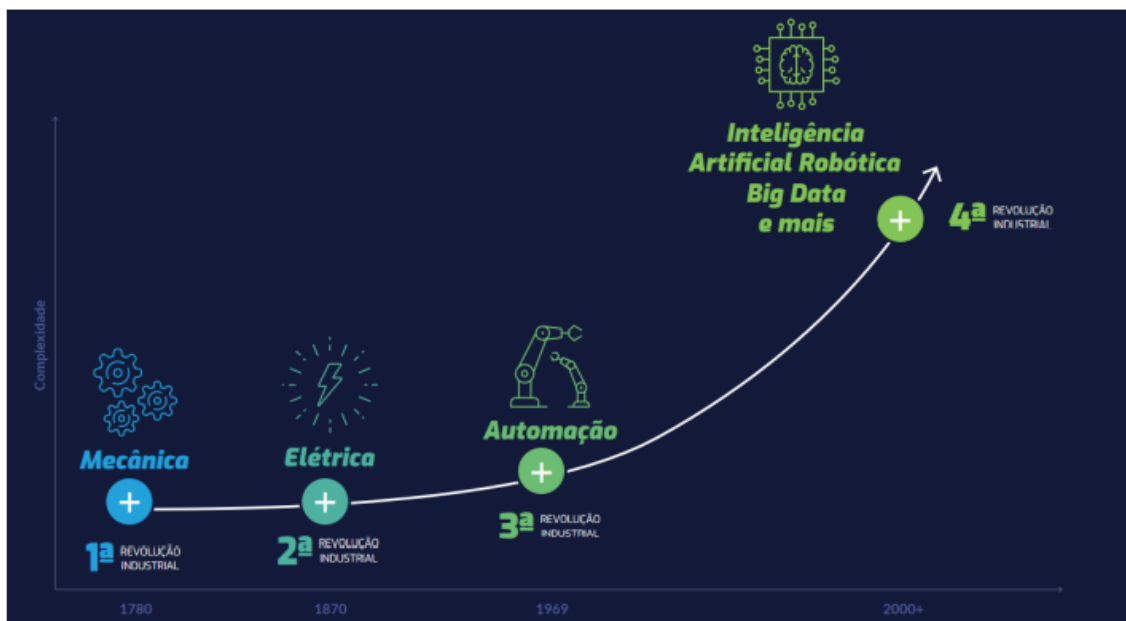 Inteligência
Artificial Robótica
Big Data
e mais
4ª REVOLUÇÃO
INDUSTRIAL
Complexidade
Automação
Mecânica
Elétrica
3ª REVOLUÇÃO
INDUSTRIAL
1ª REVOLUÇÃO
INDUSTRIAL
2ª REVOLUÇÃO
INDUSTRIAL
1780
1870
1969
2000+